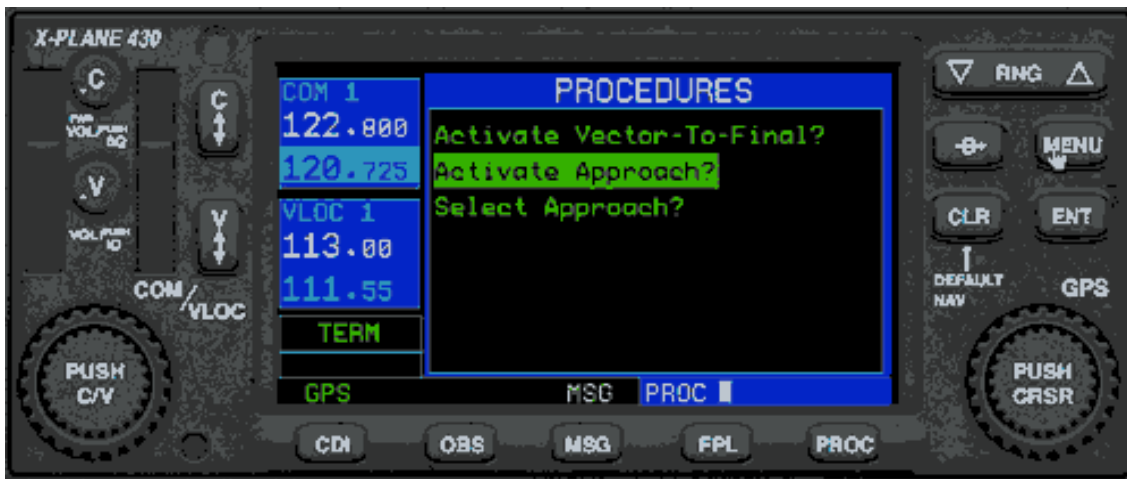 X-PLANE 430
C
PWR
VOL/PUSH
SQ
V
VOL/PUSH
ID
C
V
COM/VLOC
PUSH
C/V
COM 1
122.800
120.725
VLOC 1
113.00
111.55
TERM
GPS
PROCEDURES
Activate Vector-To-Final?
Activate Approach?
Select Approach?
MSG
PROC
CDI
OBS
MSG
FPL
PROC
RNG
MENU
CLR
ENT
DEFAULT
NAV
GPS
PUSH
CRSR